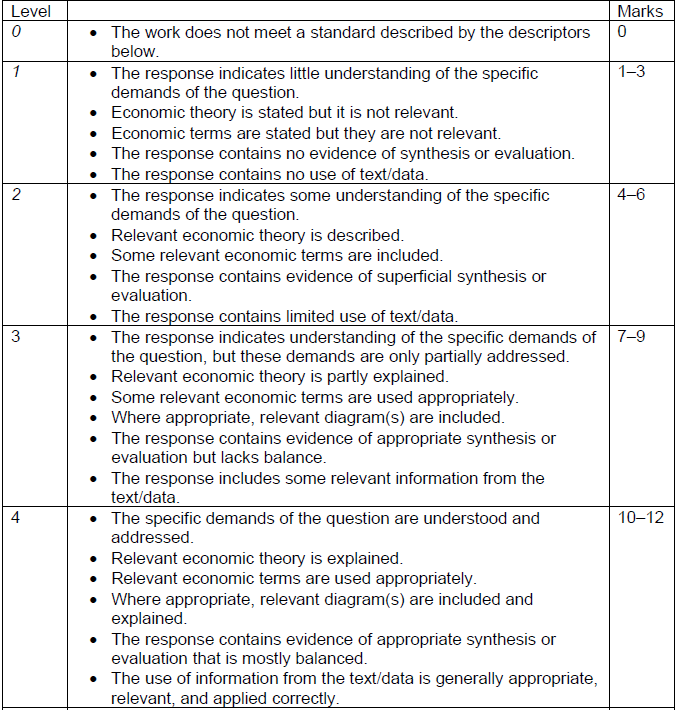 Level Marks
0 • The work does not meet a standard described by the descriptors 0
below.
1 • The response indicates little understanding of the specific 1–3
demands of the question.
• Economic theory is stated but it is not relevant.
• Economic terms are stated but they are not relevant.
• The response contains no evidence of synthesis or evaluation.
• The response contains no use of text/data.
2 • The response indicates some understanding of the specific 4–6
demands of the question.
• Relevant economic theory is described.
• Some relevant economic terms are included.
• The response contains evidence of superficial synthesis or
evaluation.
• The response contains limited use of text/data.
3 • The response indicates understanding of the specific demands of 7–9
the question, but these demands are only partially addressed.
• Relevant economic theory is partly explained.
• Some relevant economic terms are used appropriately.
• Where appropriate, relevant diagram(s) are included.
• The response contains evidence of appropriate synthesis or
evaluation but lacks balance.
• The response includes some relevant information from the
text/data.
4 • The specific demands of the question are understood and 10–12
addressed.
• Relevant economic theory is explained.
• Relevant economic terms are used appropriately.
• Where appropriate, relevant diagram(s) are included and
explained.
• The response contains evidence of appropriate synthesis or
evaluation that is mostly balanced.
• The use of information from the text/data is generally appropriate,
relevant, and applied correctly.